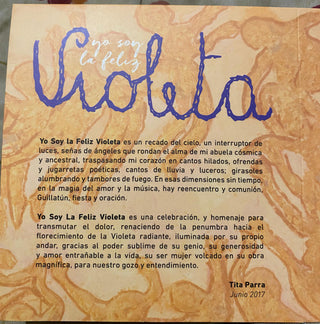 yo soy
la feliz
Violeta
Yo Soy la Feliz Violeta es un recado del cielo, un interruptor de
luces, señas de ángeles que rondan el alma de mi abuela cósmica
y ancestral, traspasando mi corazón en cantos hilados, ofrendas
y jugarretas poéticas, cantos de lluvia y luceros; girasoles
alumbrando y tambores de fuego. En esas dimensiones sin tiempo,
en la magia del amor y la música, hay reencuentro y comunión,
Guillatún, fiesta y oración.
Yo Soy La Feliz Violeta es una celebración, y homenaje para
transmutar el dolor, renaciendo de la penumbra hacia el
florecimiento de la Violeta radiante, iluminada por su propio
andar, gracias al poder sublime de su genio, su generosidad
y amor entrañable a la vida, su ser mujer volcado en su obra
magnífica, para nuestro gozo y entendimiento.
Tita Parra
Junio 2017